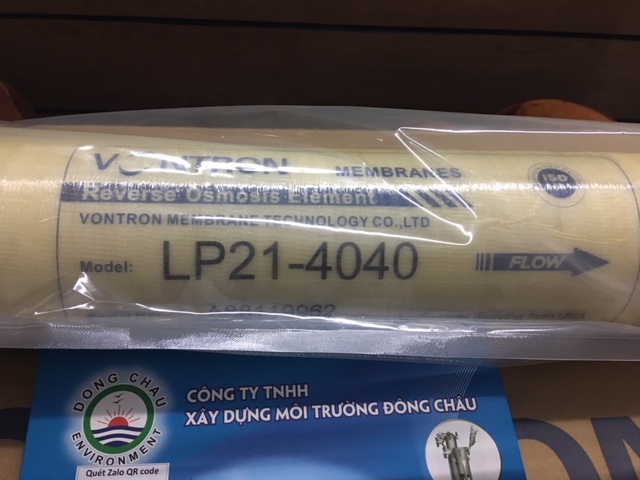 VONTRON MEMBRANES
ISO
Reverse Osmosis Element
VONTRON MEMBRANE TECHNOLOGY CO.,LTD
Model: LP21-4040
FLOW
DONG CHAU
ENVIRONMENT
CÔNG TY TNHH
XÂY DỰNG MÔI TRƯỜNG ĐÔNG CHÂU
Quét Zalo QR code